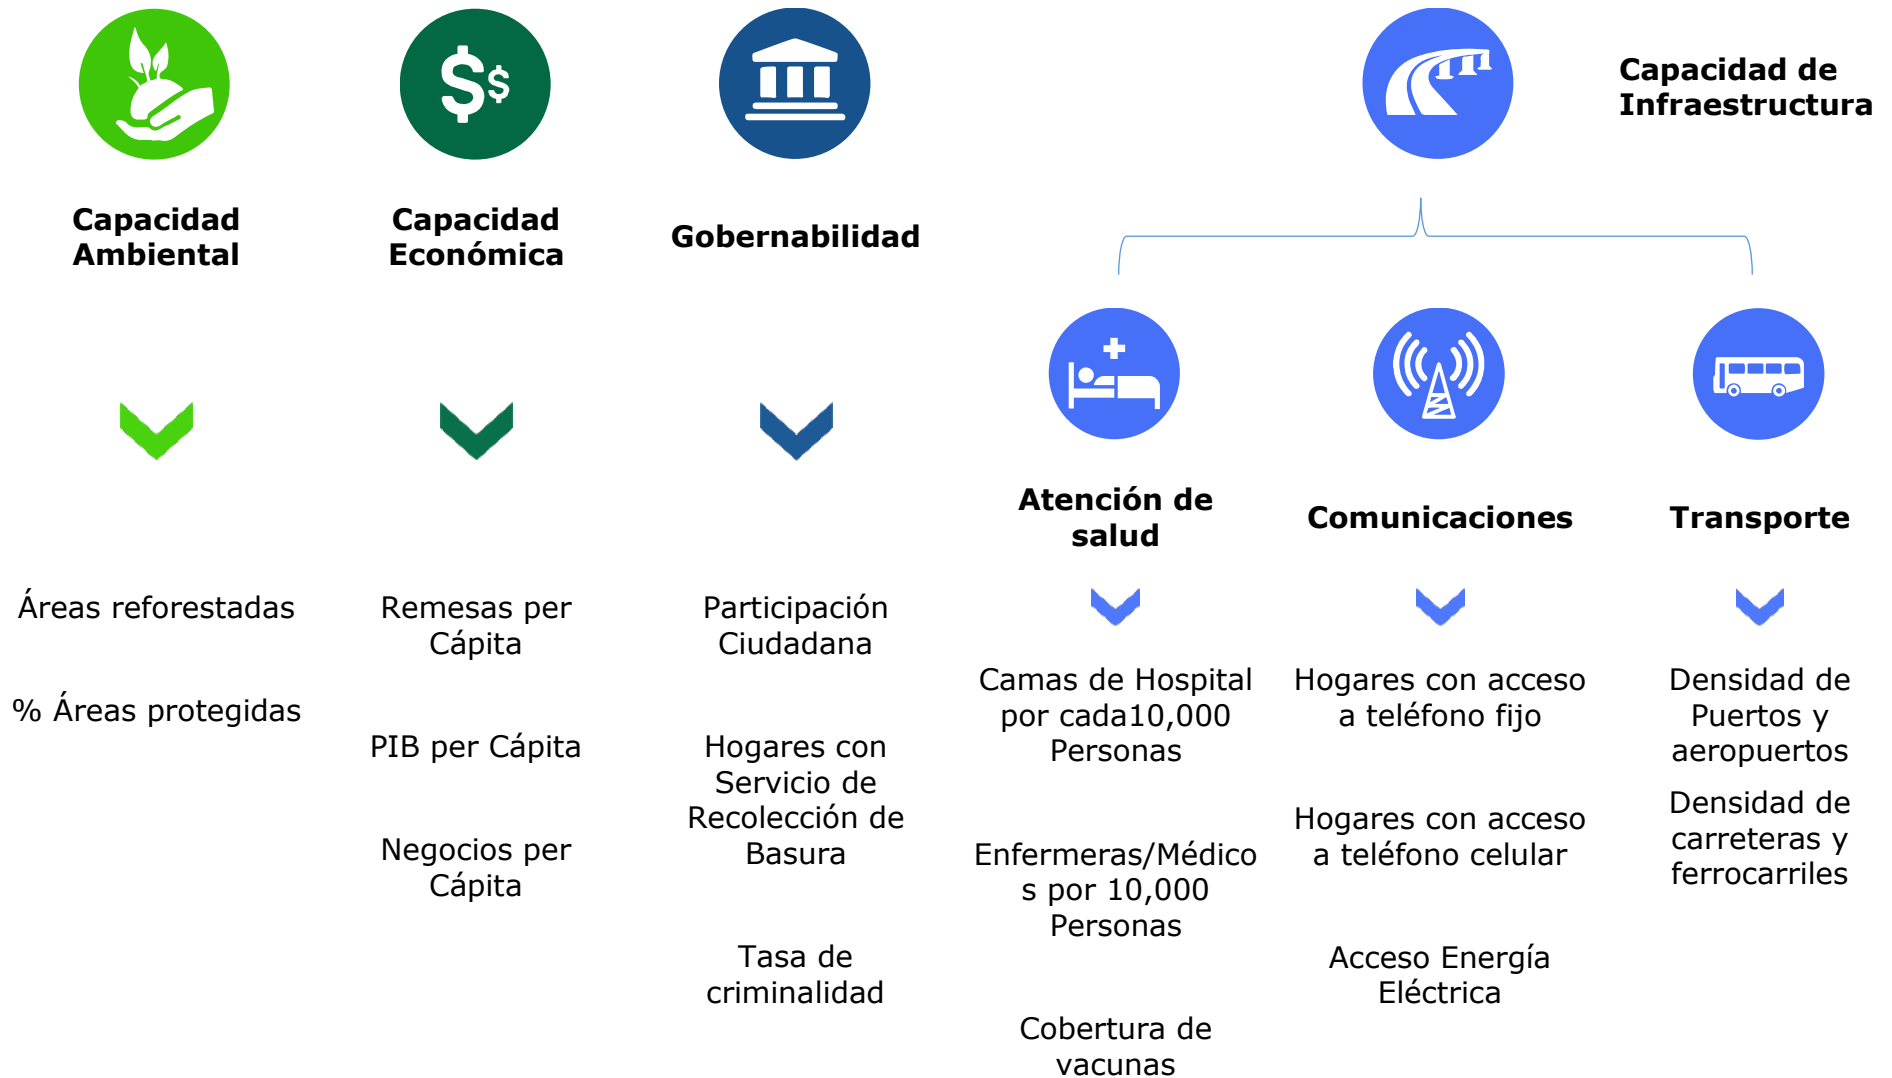 Capacidad de
Infraestructura
Capacidad
Ambiental
Capacidad
Económica
Gobernabilidad
Atención de
salud
Comunicaciones
Transporte
Áreas reforestadas
% Áreas protegidas
Remesas per
Cápita
PIB per Cápita
Negocios per
Cápita
Participación
Ciudadana
Hogares con
Servicio de
Recolección de
Basura
Tasa de
criminalidad
Camas de Hospital
por cada10,000
Personas
Enfermeras/Médico
s por 10,000
Personas
Cobertura de
vacunas
Hogares con acceso
a teléfono fijo
Hogares con acceso
a teléfono celular
Acceso Energía
Eléctrica
Densidad de
Puertos y
aeropuertos
Densidad de
carreteras y
ferrocarriles